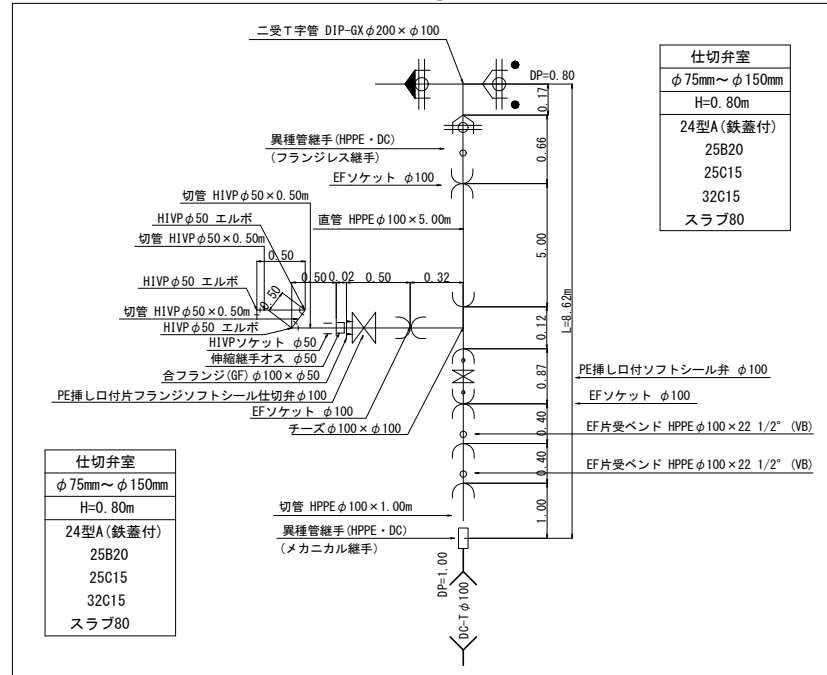 二受T字管 DIP-GXφ200×φ100
DP=0.80
仕切弁室
φ75mm～φ150mm
H=0.80m
24型A(鉄蓋付)
25B20
25C15
32C15
スラブ80
0.17
異種管継手(HPPE・DC)
(フランジレス継手)
0.66
EFソケット φ100
切管 HIVPφ50×0.50m
HIVPφ50 エルボ
直管 HPPEφ100×5.00m
切管 HIVPφ50×0.50m
5.00
0.50
0.50
0.02
0.50
0.32
HIVPφ50 エルボ
0.50
切管 HIVPφ50×0.50m
HIVPφ50 エルボ
L=8.62m
0.12
HIVPソケット φ50
伸縮継手オス φ50
合フランジ(GF)φ100×φ50
PE挿し口付片フランジソフトシール仕切弁φ100
EFソケット φ100
チーズφ100×φ100
0.87
PE挿し口付ソフトシール弁 φ100
EFソケット φ100
0.40
EF片受ベンド HPPEφ100×22 1/2° (VB)
0.40
EF片受ベンド HPPEφ100×22 1/2° (VB)
仕切弁室
φ75mm～φ150mm
H=0.80m
24型A(鉄蓋付)
25B20
25C15
32C15
スラブ80
切管 HPPEφ100×1.00m
1.00
異種管継手(HPPE・DC)
(メカニカル継手)
DP=1.00
DC-Tφ100